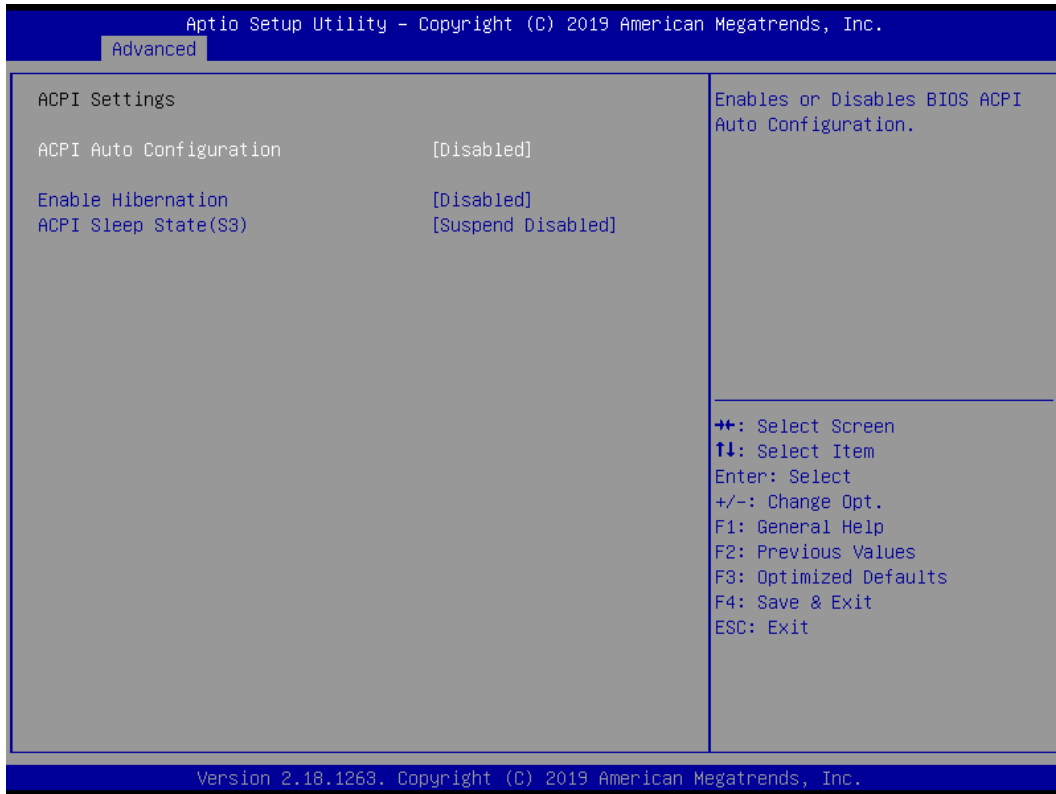 Aptio Setup Utility – Copyright (C) 2019 American Megatrends, Inc.
Advanced
ACPI Settings
ACPI Auto Configuration [Disabled]
Enable Hibernation [Disabled]
ACPI Sleep State(S3) [Suspend Disabled]
Enables or Disables BIOS ACPI
Auto Configuration.
→←: Select Screen
↑↓: Select Item
Enter: Select
+/-: Change Opt.
F1: General Help
F2: Previous Values
F3: Optimized Defaults
F4: Save & Exit
ESC: Exit
Version 2.18.1263. Copyright (C) 2019 American Megatrends, Inc.